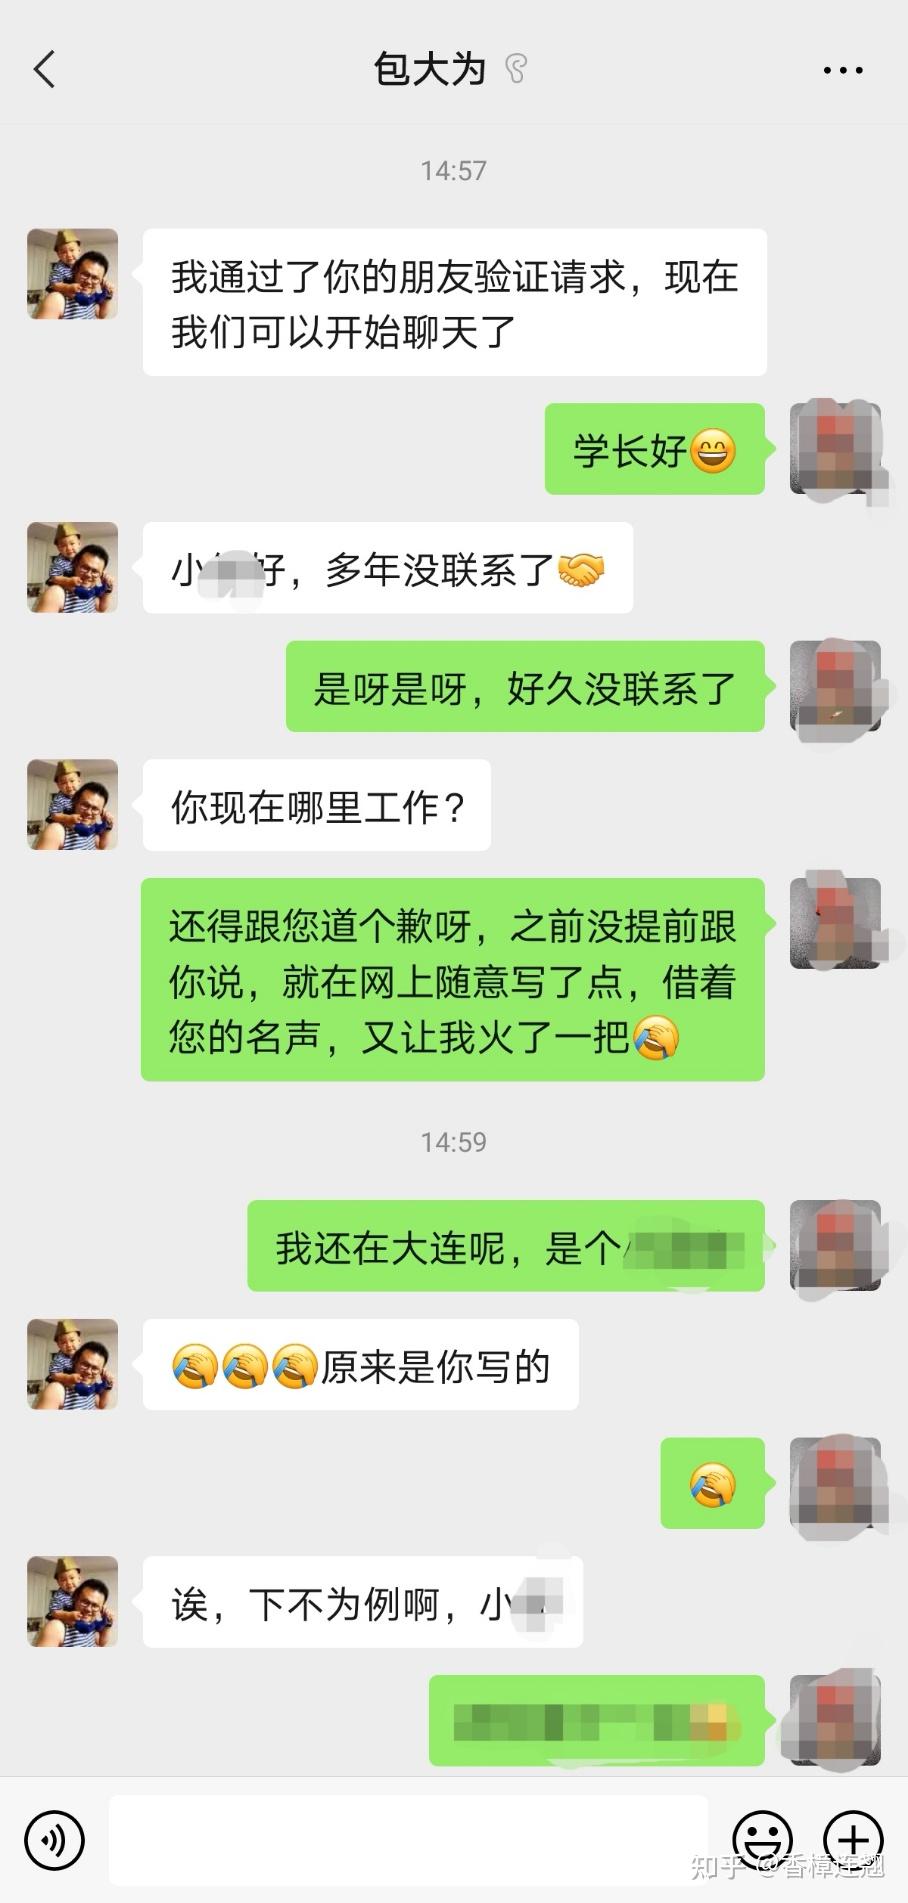 包大为
14:57
我通过了你的朋友验证请求，现在
我们可以开始聊天了
学长好😄
小好，多年没联系了🤝
是呀是呀，好久没联系了
你现在哪里工作？
还得跟您道个歉呀，之前没提前跟
你说，就在网上随意写了点，借着
您的名声，又让我火了一把🤣
14:59
我还在大连呢，是个
🤣🤣🤣原来是你写的
🤣
诶，下不为例啊，小
知乎 @香樟连翘